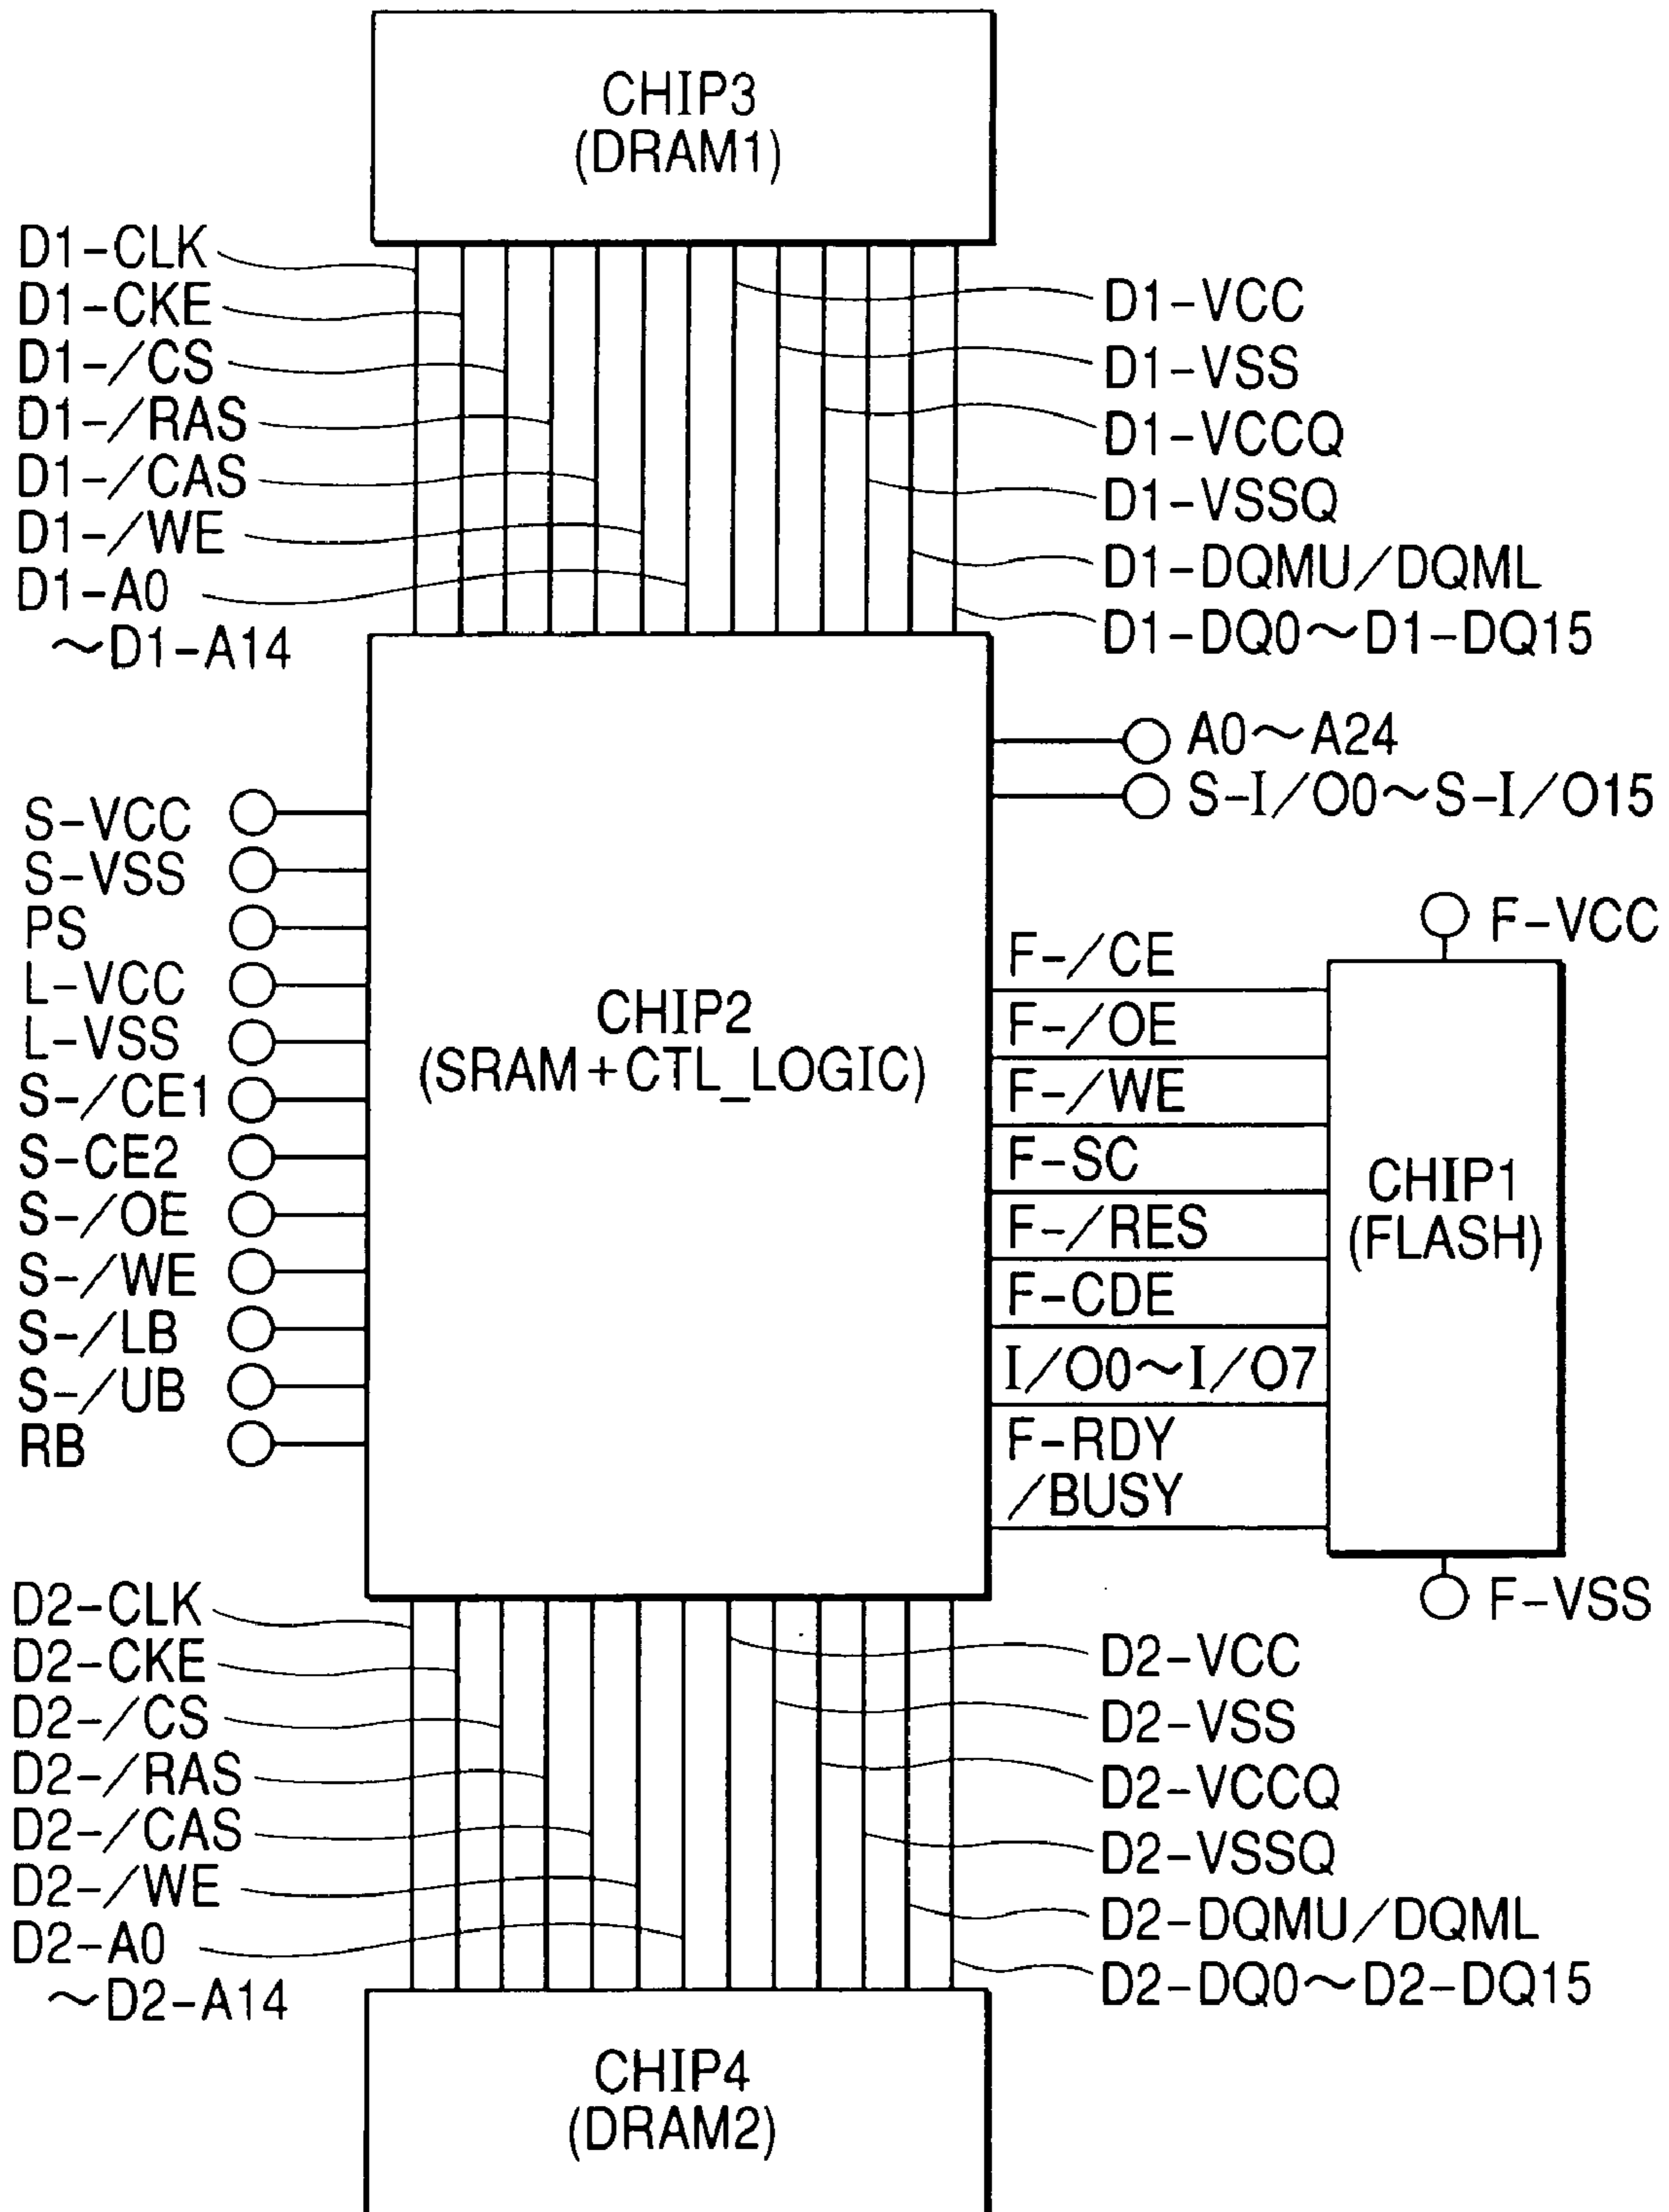 CHIP3
(DRAM1)
D1-CLK
D1-CKE
D1-/CS
D1-/RAS
D1-/CAS
D1-/WE
D1-A0
~D1-A14
D1-VCC
D1-VSS
D1-VCCQ
D1-VSSQ
D1-DQMU/DQML
D1-DQ0~D1-DQ15
A0~A24
S-I/O0~S-I/O15
S-VCC
S-VSS
PS
L-VCC
L-VSS
S-/CE1
S-CE2
S-/OE
S-/WE
S-/LB
S-/UB
RB
CHIP2
(SRAM+CTL_LOGIC)
F-VCC
F-/CE
F-/OE
F-/WE
F-SC
F-/RES
F-CDE
I/O0~I/O7
F-RDY
/BUSY
CHIP1
(FLASH)
F-VSS
D2-CLK
D2-CKE
D2-/CS
D2-/RAS
D2-/CAS
D2-/WE
D2-A0
~D2-A14
D2-VCC
D2-VSS
D2-VCCQ
D2-VSSQ
D2-DQMU/DQML
D2-DQ0~D2-DQ15
CHIP4
(DRAM2)